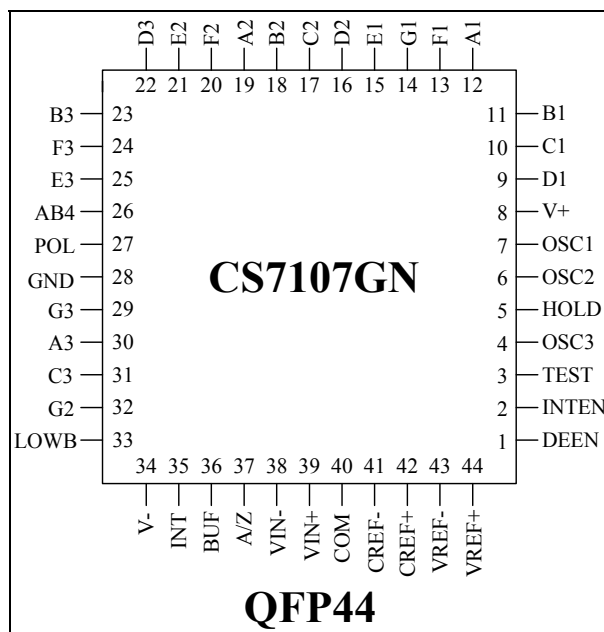 D3 E2 F2 A2 B2 C2 D2 E1 G1 F1 A1
22 21 20 19 18 17 16 15 14 13 12
B3 23 11 B1
F3 24 10 C1
E3 25 9 D1
AB4 26 8 V+
POL 27 7 OSC1
GND 28 6 OSC2
CS7107GN
G3 29 5 HOLD
A3 30 4 OSC3
C3 31 3 TEST
G2 32 2 INTEN
LOWB 33 1 DEEN
34 35 36 37 38 39 40 41 42 43 44
V- INT BUF A/Z VIN- VIN+ COM CREF- CREF+ VREF- VREF+
QFP44